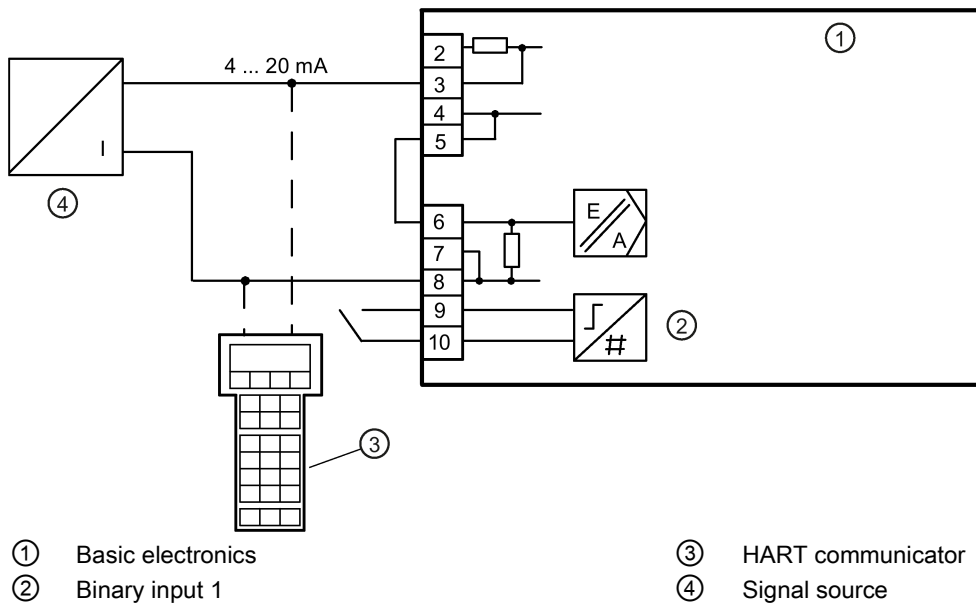 ①
4 ... 20 mA
2
3
4
5
I
④
6
E
A
7
8
9
②
10
#
③
① Basic electronics
③ HART communicator
② Binary input 1
④ Signal source